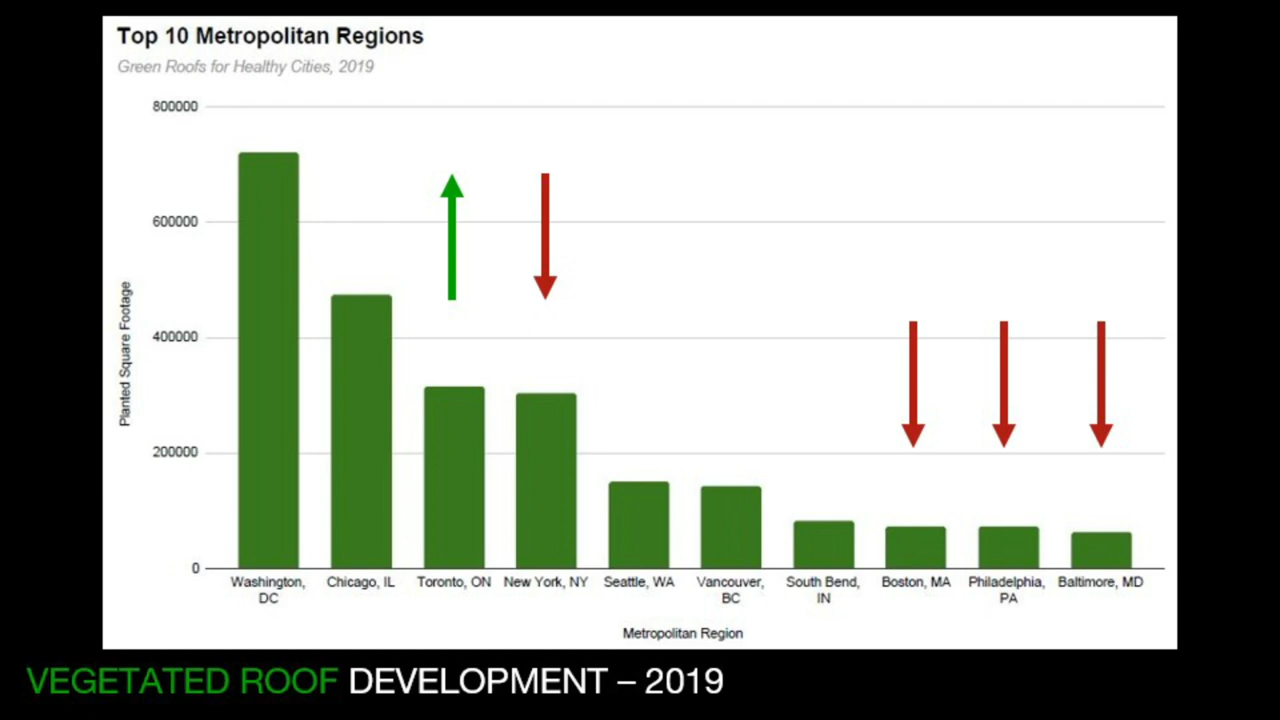 Top 10 Metropolitan Regions
Green Roofs for Healthy Cities, 2019
800000
600000
400000
200000
0
Planted Square Footage
Washington, DC
Chicago, IL
Toronto, ON
New York, NY
Seattle, WA
Vancouver, BC
South Bend, IN
Boston, MA
Philadelphia, PA
Baltimore, MD
Metropolitan Region
VEGETATED ROOF DEVELOPMENT – 2019